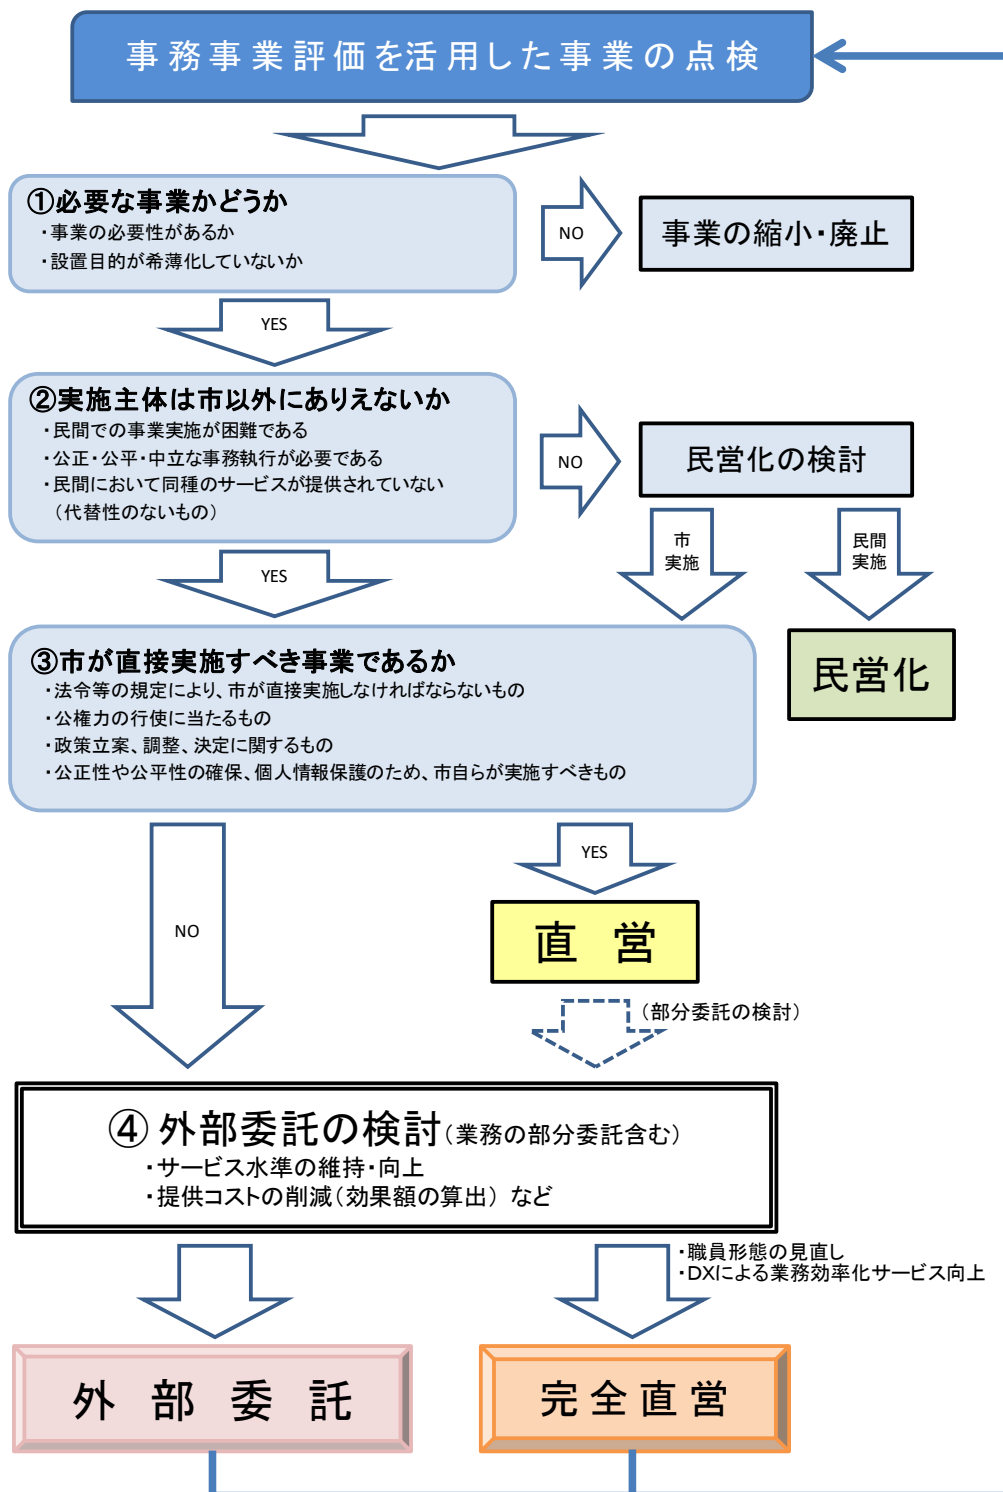 事務事業評価を活用した事業の点検
①必要な事業かどうか
・事業の必要性があるか
・設置目的が希薄化していないか
NO
事業の縮小・廃止
YES
②実施主体は市以外にありえないか
・民間での事業実施が困難である
・公正・公平・中立な事務執行が必要である
・民間において同種のサービスが提供されていない
（代替性のないもの）
NO
民営化の検討
市
実施
民間
実施
YES
民営化
③市が直接実施すべき事業であるか
・法令等の規定により、市が直接実施しなければならないもの
・公権力の行使に当たるもの
・政策立案、調整、決定に関するもの
・公正性や公平性の確保、個人情報保護のため、市自らが実施すべきもの
NO
YES
直　営
（部分委託の検討）
④ 外部委託の検討（業務の部分委託含む）
・サービス水準の維持・向上
・提供コストの削減（効果額の算出） など
・職員形態の見直し
・DXによる業務効率化サービス向上
外　部　委　託
完全直営